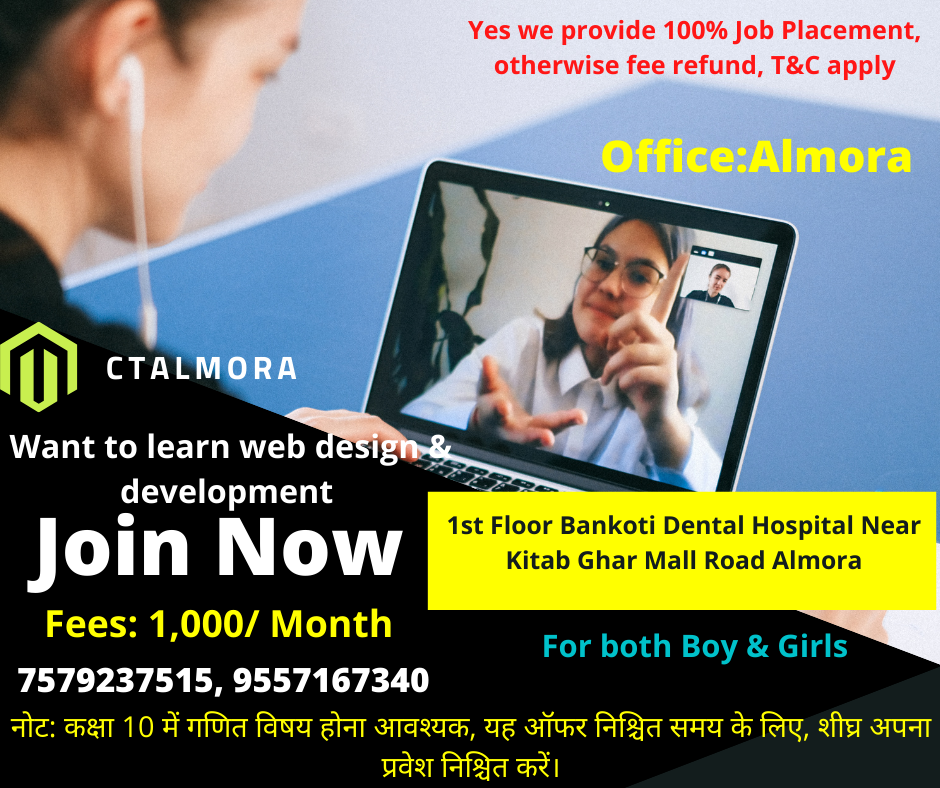 Yes we provide 100% Job Placement,
otherwise fee refund, T&C apply
Office:Almora
CTALMORA
Want to learn web design &
development
Join Now
1st Floor Bankoti Dental Hospital Near
Kitab Ghar Mall Road Almora
Fees: 1,000/ Month
For both Boy & Girls
7579237515, 9557167340
नोट: कक्षा 10 में गणित विषय होना आवश्यक, यह ऑफर निश्चित समय के लिए, शीघ्र अपना
प्रवेश निश्चित करें।